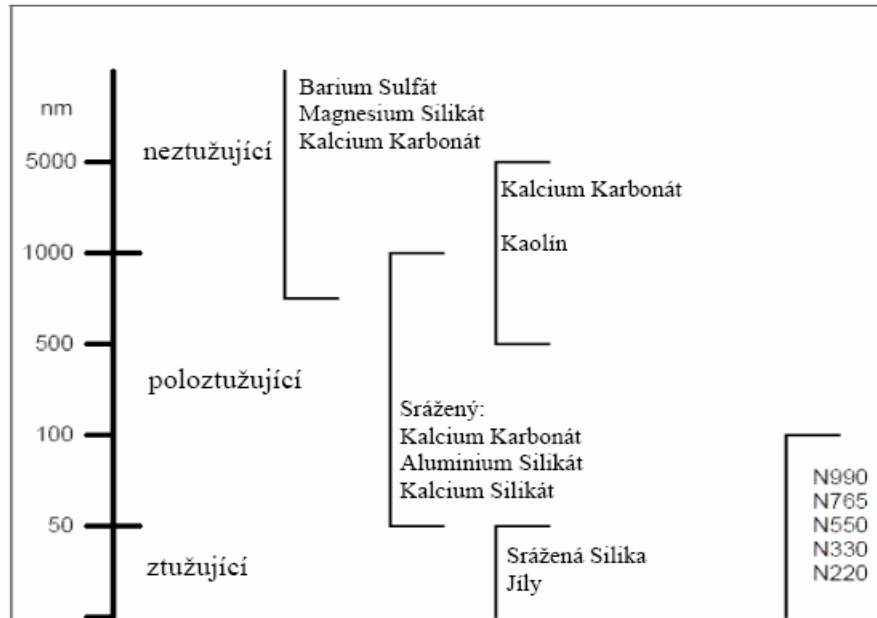 nm
5000
1000
500
100
50
neztužující
poloztužující
ztužující
Barium Sulfát
Magnesium Silikát
Kalcium Karbonát
Kalcium Karbonát
Kaolín
Srážený:
Kalcium Karbonát
Aluminium Silikát
Kalcium Silikát
Srážená Silika
Jíly
N990
N765
N550
N330
N220